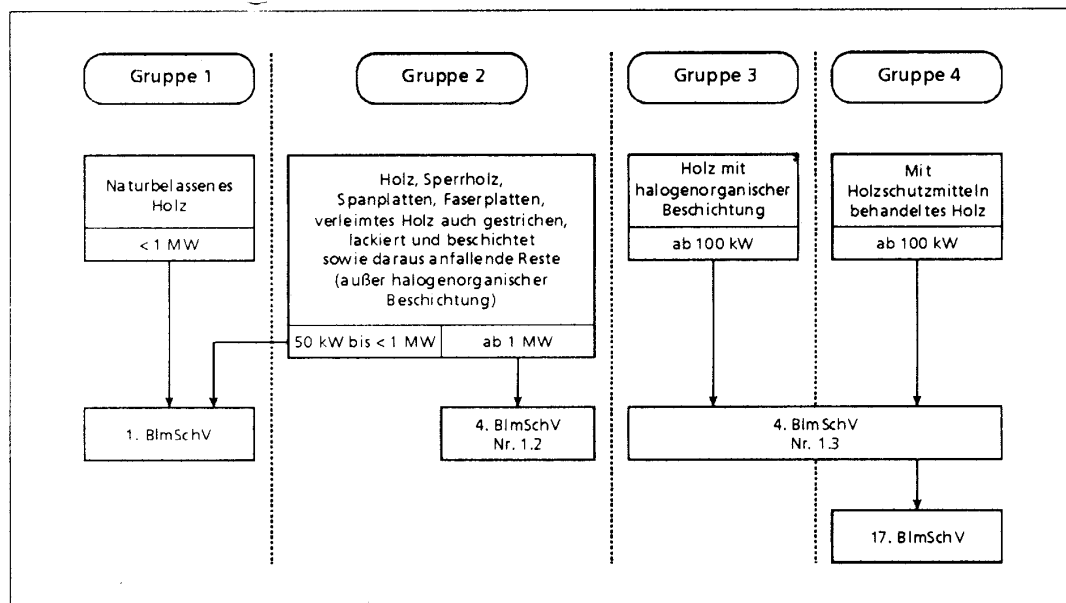 Gruppe 1
Gruppe 2
Gruppe 3
Gruppe 4
Naturbelassenes
Holz
< 1 MW
Holz, Sperrholz,
Spanplatten, Faserplatten,
verleimtes Holz auch gestrichen,
lackiert und beschichtet
sowie daraus anfallende Reste
(außer halogenorganischer
Beschichtung)
50 kW bis < 1 MW
ab 1 MW
Holz mit
halogenorganischer
Beschichtung
ab 100 kW
Mit
Holzschutzmitteln
behandeltes Holz
ab 100 kW
1. BImSchV
4. BImSchV
Nr. 1.2
4. BImSchV
Nr. 1.3
17. BImSchV